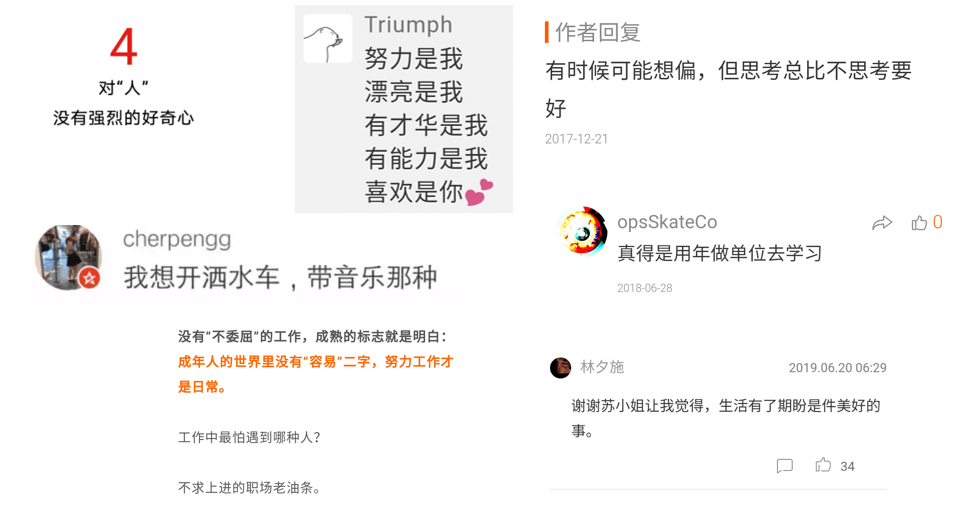 4
对“人”
没有强烈的好奇心
Triumph
努力是我
漂亮是我
有才华是我
有能力是我
喜欢是你💕
作者回复
有时候可能想偏，但思考总比不思考要
好
2017-12-21
cherpengg
我想开洒水车，带音乐那种
opsSkateCo
0
真得是用年做单位去学习
2018-06-28
没有“不委屈”的工作，成熟的标志就是明白：
成年人的世界里没有“容易”二字，努力工作才
是日常。
工作中最怕遇到哪种人？
不求上进的职场老油条。
林夕施
2019.06.20 06:29
谢谢苏小姐让我觉得，生活有了期盼是件美好的
事。
34